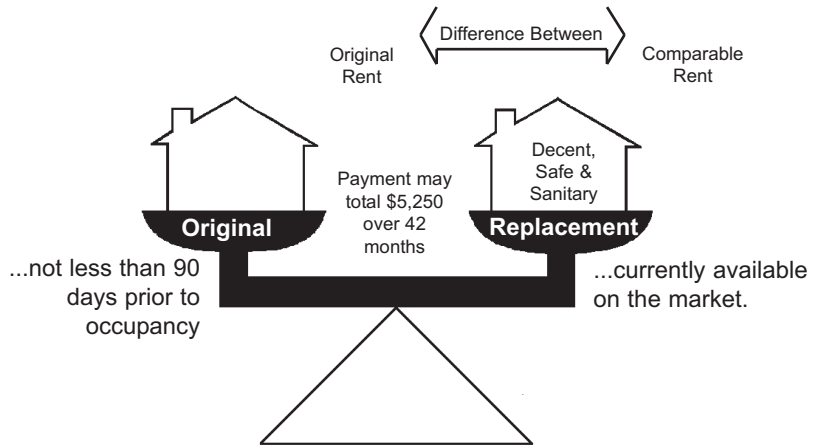 Difference Between
Original
Rent
Comparable
Rent
Decent,
Safe &
Sanitary
Payment may
total $5,250
over 42
months
Original
Replacement
...not less than 90
days prior to
occupancy
...currently available
on the market.